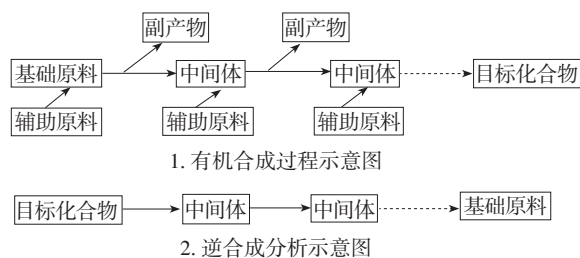 副产物 副产物
基础原料 中间体 中间体 目标化合物
辅助原料 辅助原料 辅助原料
1. 有机合成过程示意图
目标化合物 中间体 中间体 基础原料
2. 逆合成分析示意图